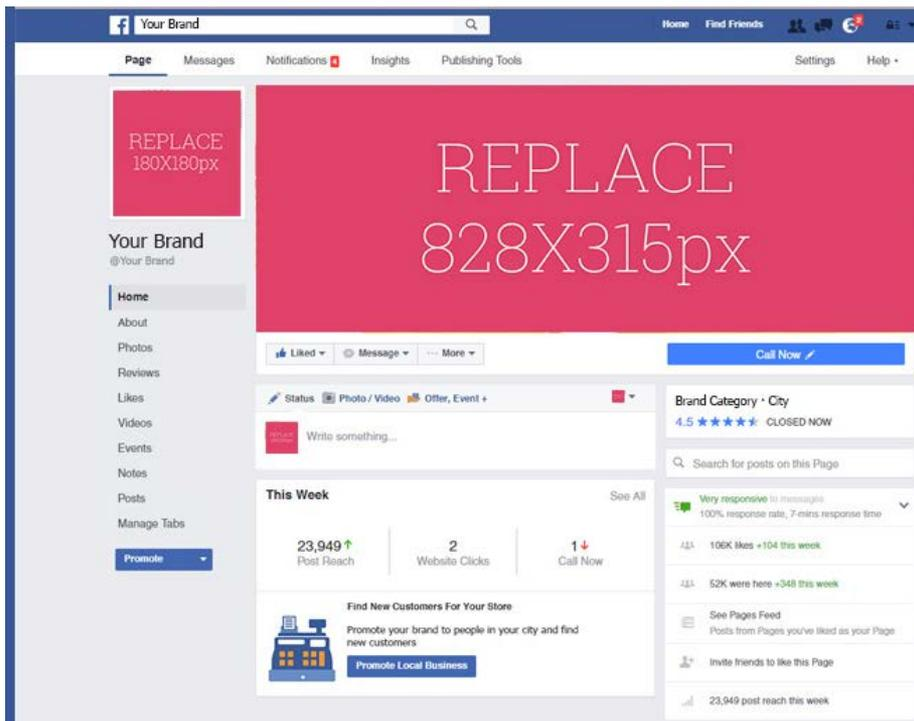 f Your Brand
Home Find Friends 2
Page Messages Notifications 4 Insights Publishing Tools Settings Help
REPLACE
180X180px
REPLACE
828X315px
Your Brand
@Your Brand
Home
About
Photos
Reviews
Likes
Videos
Events
Notes
Posts
Manage Tabs
Promote
Liked Message More Call Now
Status Photo / Video Offer, Event +
Write something...
Brand Category • City
4.5 ★★★★★ CLOSED NOW
Search for posts on this Page
This Week See All
23,949 ↑ 2 1 ↓
Post Reach Website Clicks Call Now
Find New Customers For Your Store
Promote your brand to people in your city and find
new customers
Promote Local Business
Very responsive to messages
100% response rate, 7-mins response time
106K likes +104 this week
52K were here +348 this week
See Pages Feed
Posts from Pages you've liked as your Page
Invite friends to like this Page
23,949 post reach this week